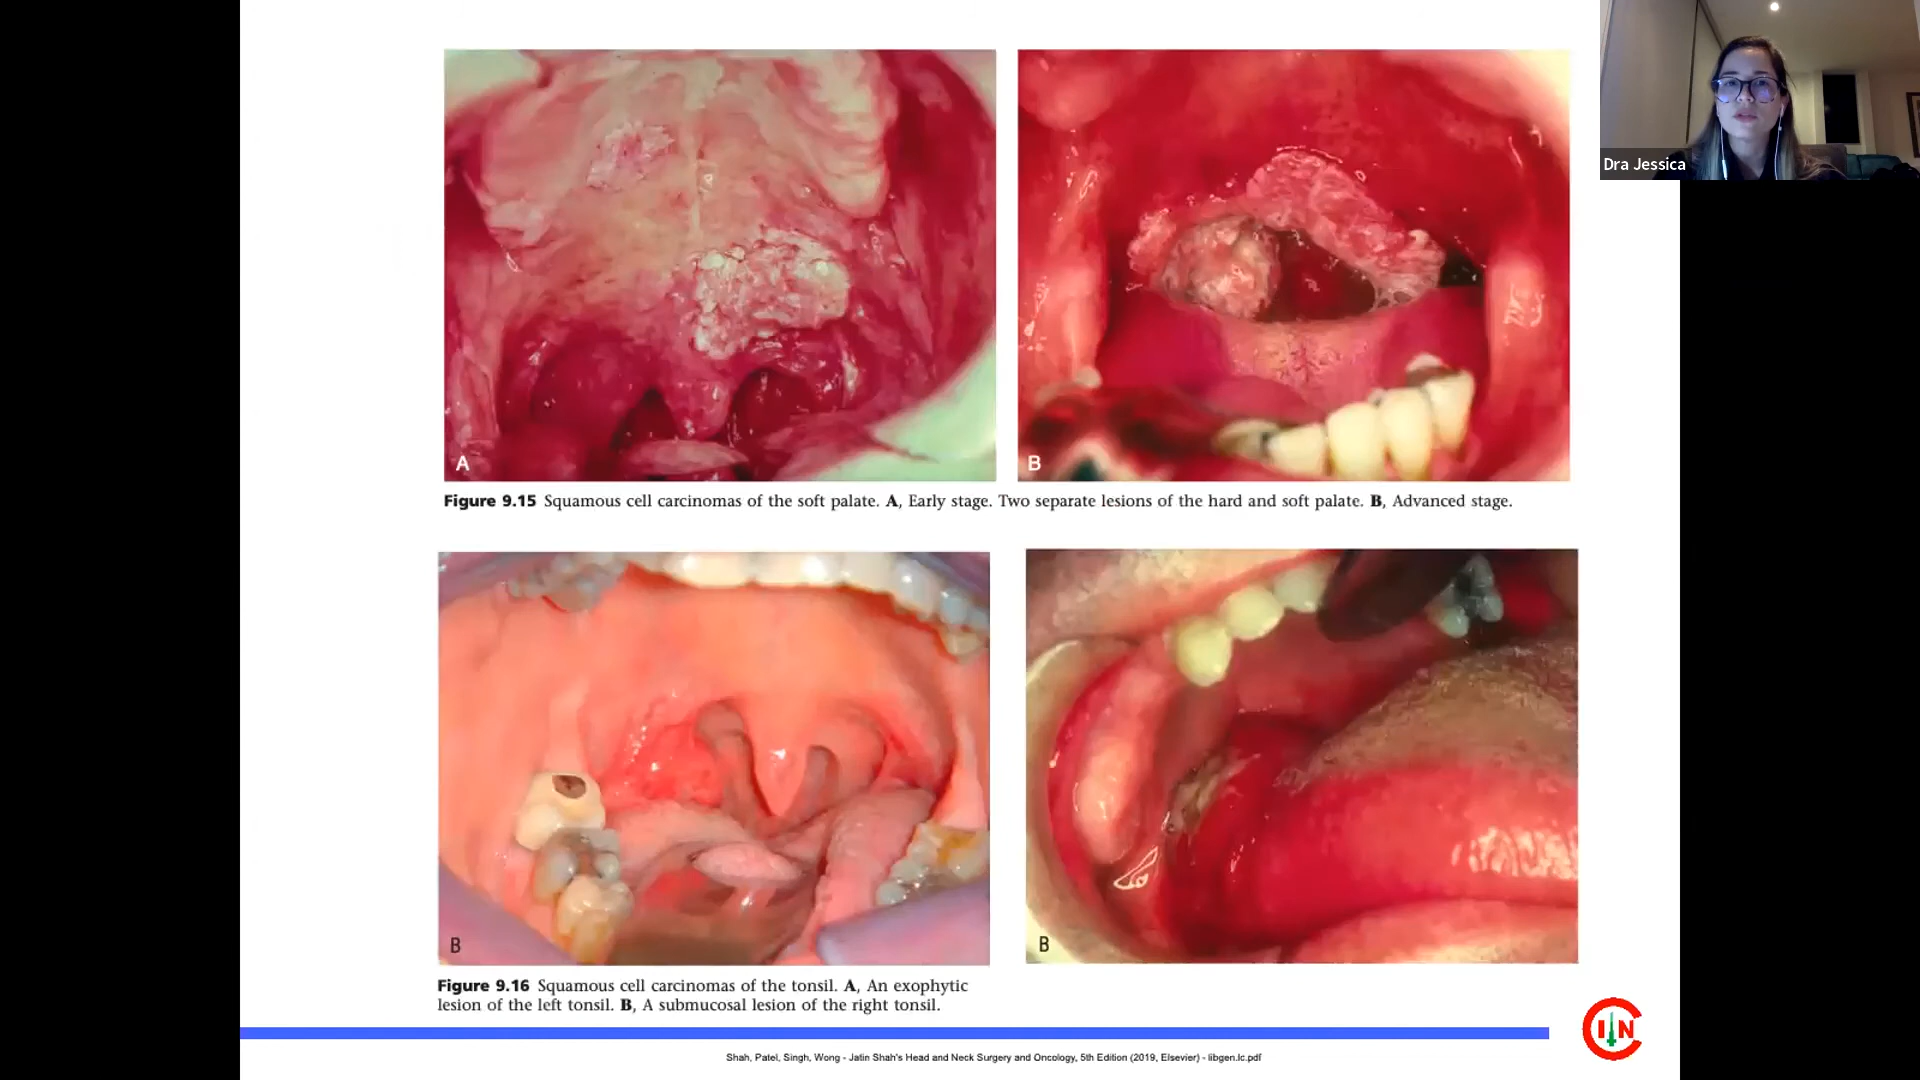 Dra Jessica
A
B
Figure 9.15 Squamous cell carcinomas of the soft palate. A, Early stage. Two separate lesions of the hard and soft palate. B, Advanced stage.
B
B
Figure 9.16 Squamous cell carcinomas of the tonsil. A, An exophytic
lesion of the left tonsil. B, A submucosal lesion of the right tonsil.
CIN
Shah, Patel, Singh, Wong - Jatin Shah's Head and Neck Surgery and Oncology, 5th Edition (2019, Elsevier) - libgen.lc.pdf